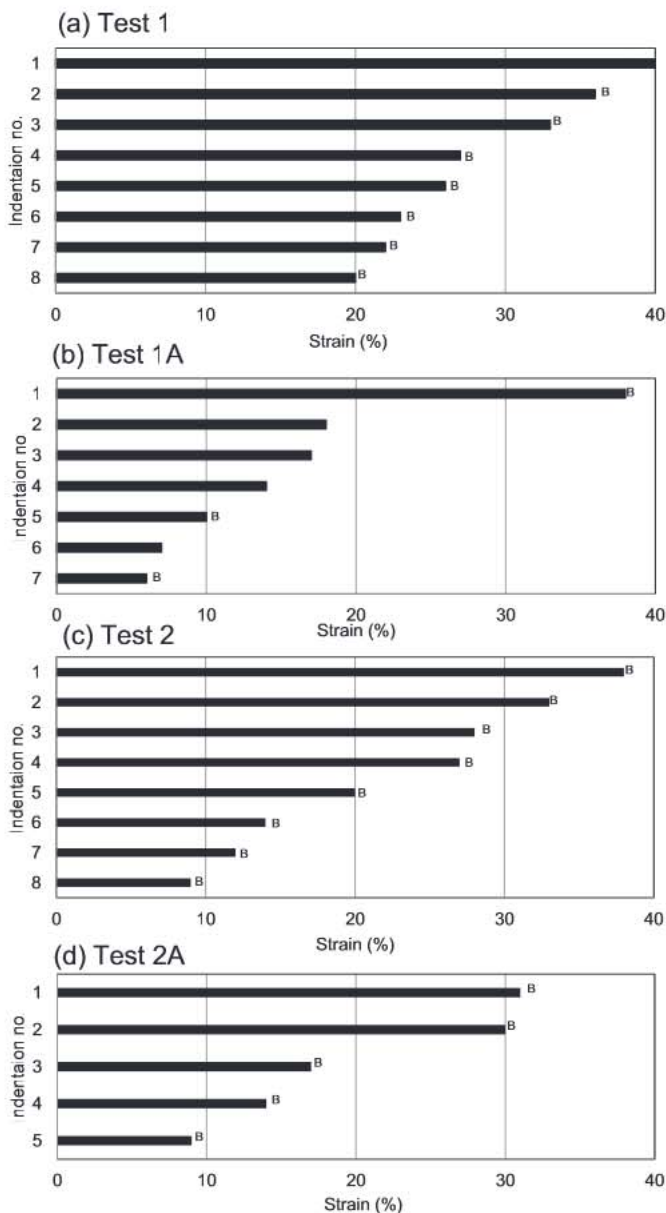 (a) Test 1
Indentaion no.
1
2 B
3 B
4 B
5 B
6 B
7 B
8 B
0 10 20 30 40
Strain (%)
(b) Test 1A
Indentaion no
1 B
2
3
4
5 B
6
7 B
0 10 20 30 40
Strain (%)
(c) Test 2
Indentaion no.
1 B
2 B
3 B
4 B
5 B
6 B
7 B
8 B
0 10 20 30 40
Strain (%)
(d) Test 2A
Indentaion no
1 B
2 B
3 B
4 B
5 B
0 10 20 30 40
Strain (%)